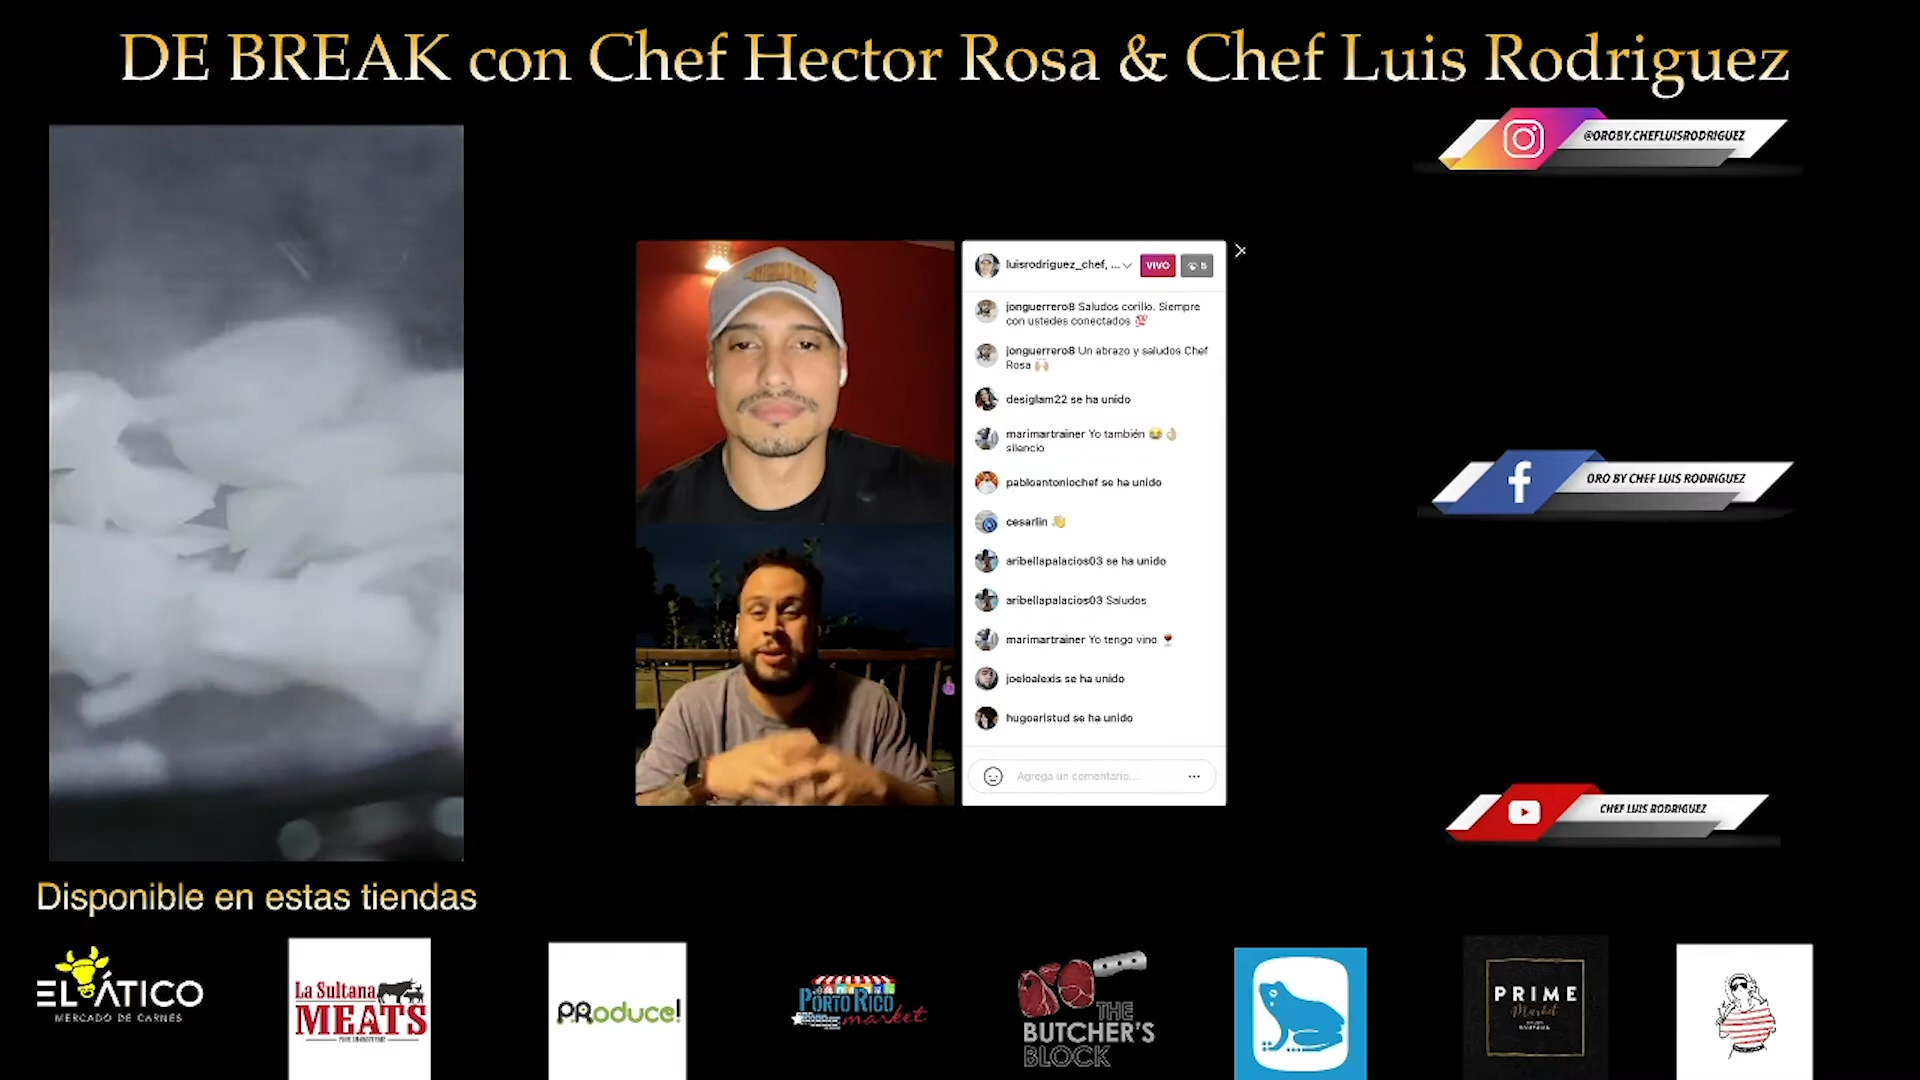 DE BREAK con Chef Hector Rosa & Chef Luis Rodriguez
@OROBY.CHEFLUISRODRIGUEZ
luisrodriguez_chef, ...
VIVO
5
jonguerrero8 Saludos corillo. Siempre
con ustedes conectados 💯
jonguerrero8 Un abrazo y saludos Chef
Rosa 🙌🏼
desiglam22 se ha unido
marimartrainer Yo también 😂👌🏼
silencio
pabloantoniochef se ha unido
cesarlin 👋
aribellapalacios03 se ha unido
aribellapalacios03 Saludos
marimartrainer Yo tengo vino 🍷
joeloalexis se ha unido
hugoaristud se ha unido
Agrega un comentario...
ORO BY CHEF LUIS RODRIGUEZ
CHEF LUIS RODRIGUEZ
Disponible en estas tiendas
EL ÁTICO
MERCADO DE CARNES
La Sultana
MEATS
PRoduce!
PORTO RICO
market
THE
BUTCHER'S
BLOCK
PRIME
Market